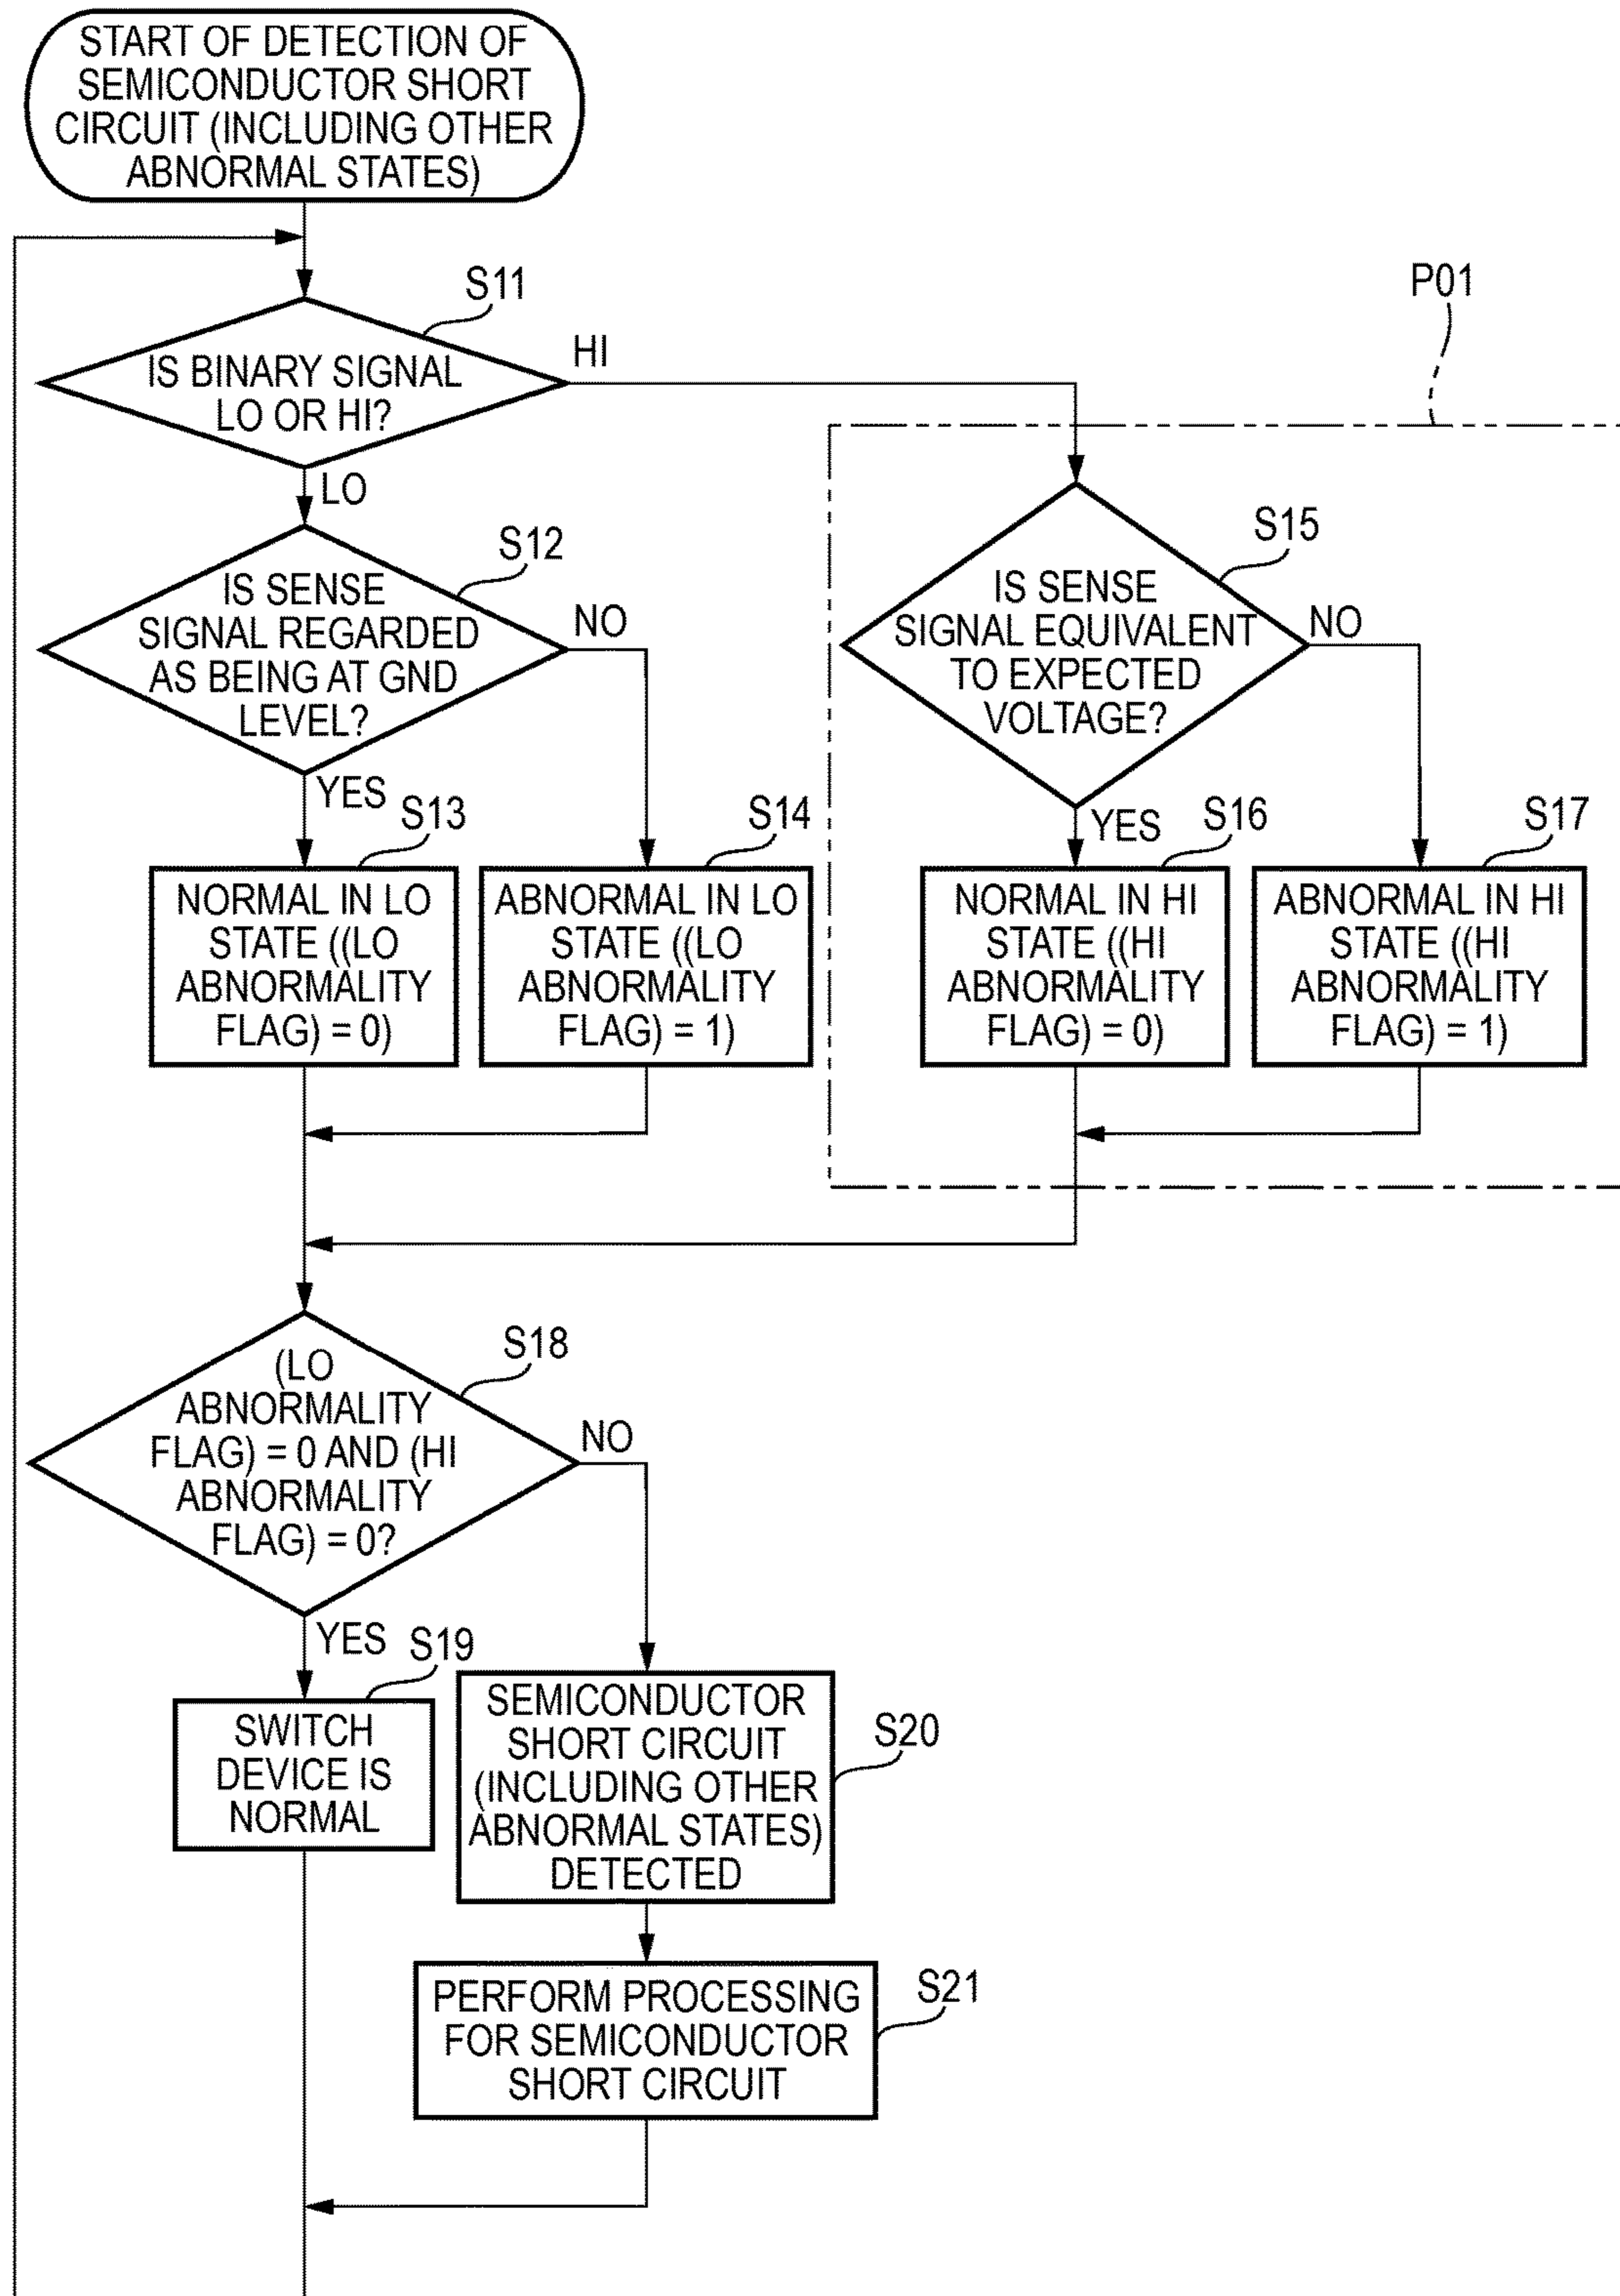 START OF DETECTION OF
SEMICONDUCTOR SHORT
CIRCUIT (INCLUDING OTHER
ABNORMAL STATES)
S11
IS BINARY SIGNAL
LO OR HI?
HI
LO
P01
S12
IS SENSE
SIGNAL REGARDED
AS BEING AT GND
LEVEL?
NO
YES
S15
IS SENSE
SIGNAL EQUIVALENT
TO EXPECTED
VOLTAGE?
NO
YES
S13
NORMAL IN LO
STATE ((LO
ABNORMALITY
FLAG) = 0)
S14
ABNORMAL IN LO
STATE ((LO
ABNORMALITY
FLAG) = 1)
S16
NORMAL IN HI
STATE ((HI
ABNORMALITY
FLAG) = 0)
S17
ABNORMAL IN HI
STATE ((HI
ABNORMALITY
FLAG) = 1)
S18
(LO
ABNORMALITY
FLAG) = 0 AND (HI
ABNORMALITY
FLAG) = 0?
NO
YES
S19
SWITCH
DEVICE IS
NORMAL
S20
SEMICONDUCTOR
SHORT CIRCUIT
(INCLUDING OTHER
ABNORMAL STATES)
DETECTED
S21
PERFORM PROCESSING
FOR SEMICONDUCTOR
SHORT CIRCUIT